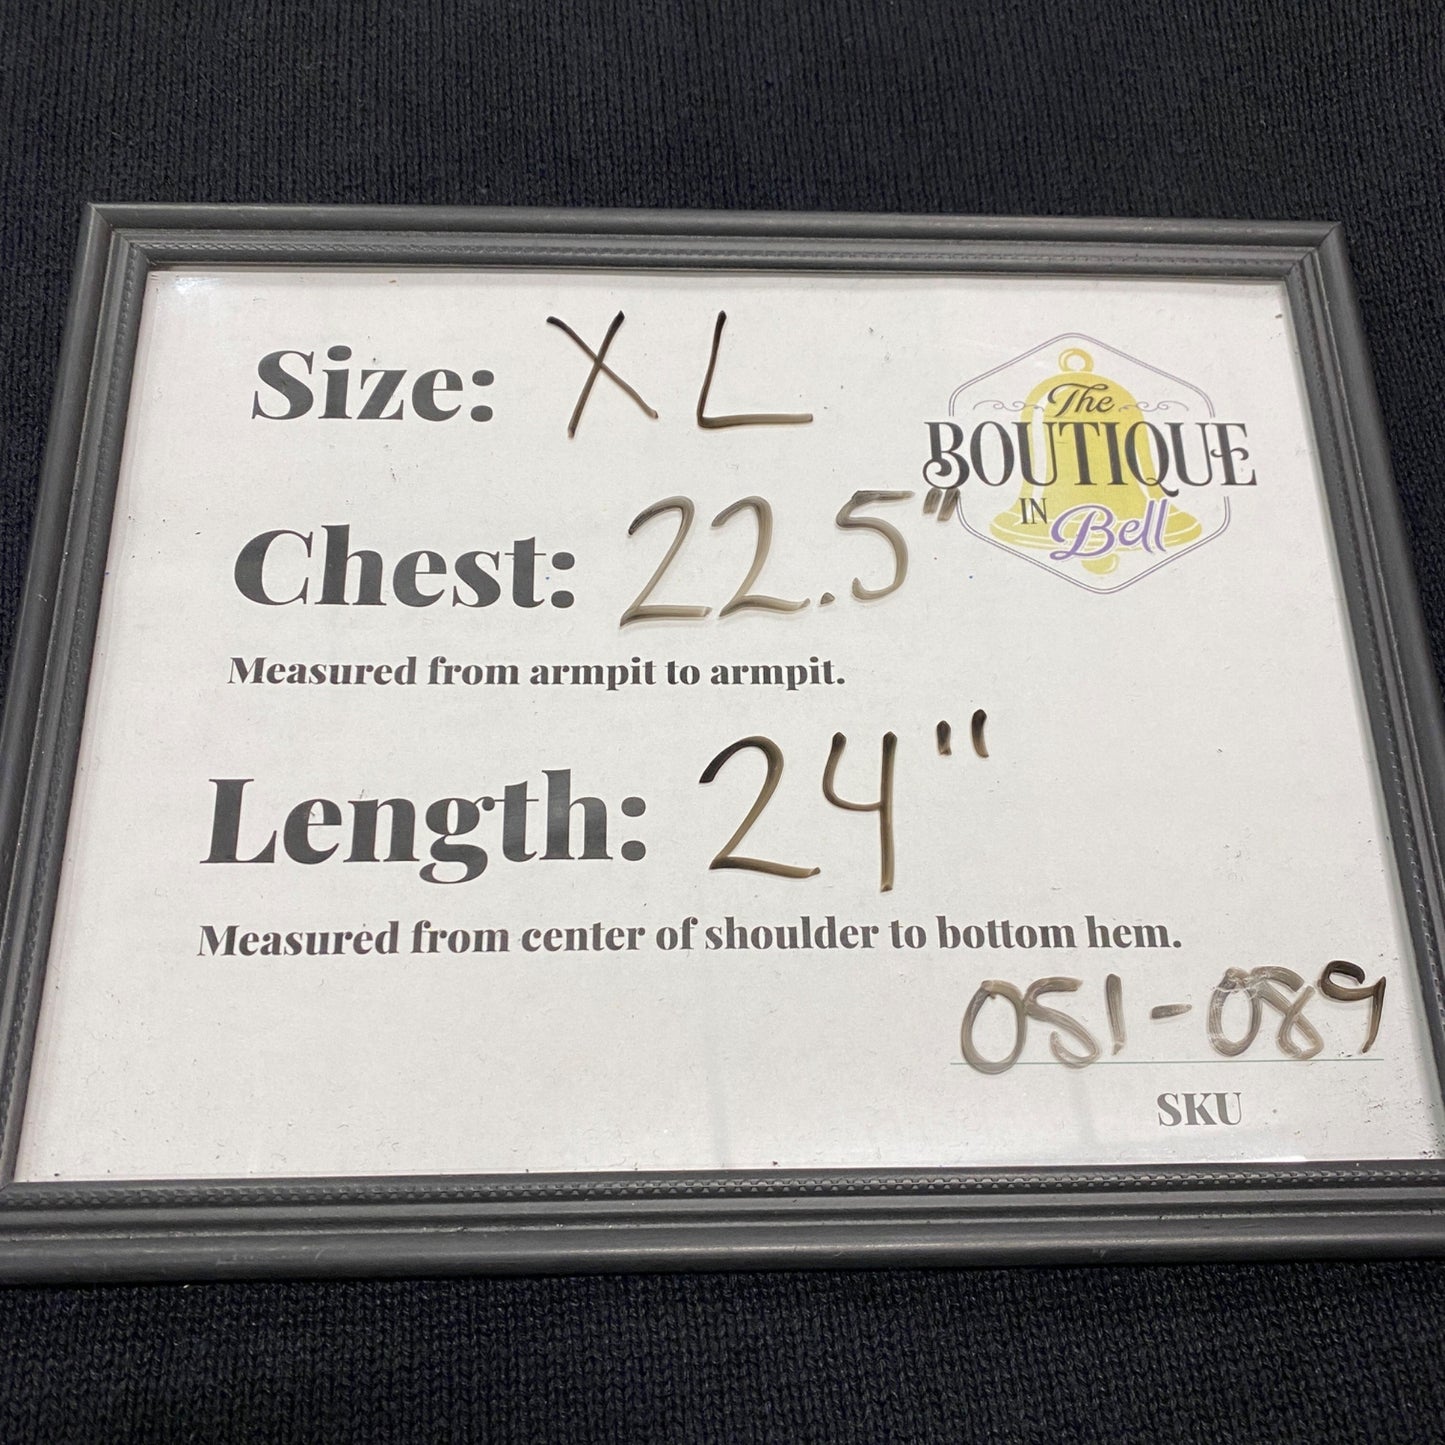 Size: XL
The
BOUTIQUE
IN Bell
Chest: 22.5"
Measured from armpit to armpit.
Length: 24"
Measured from center of shoulder to bottom hem.
051-089
SKU